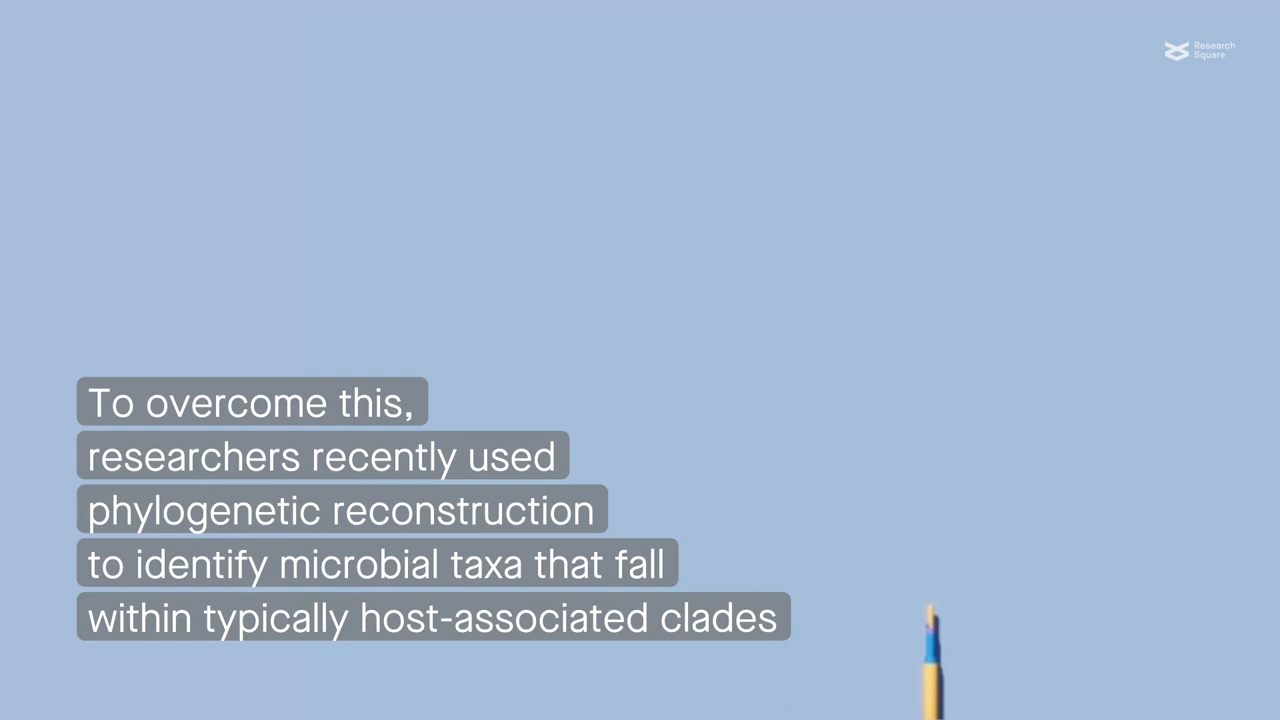 Research
Square
To overcome this,
researchers recently used
phylogenetic reconstruction
to identify microbial taxa that fall
within typically host-associated clades